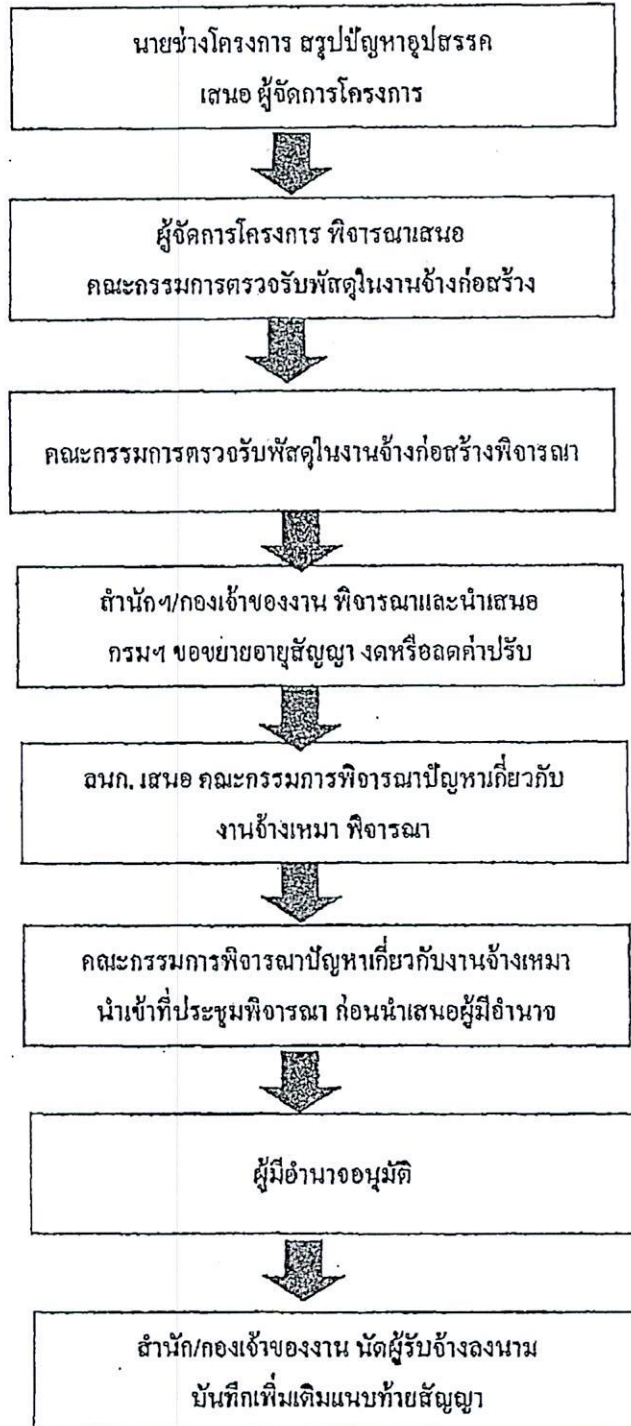 นายช่างโครงการ สรุปปัญหาอุปสรรค
เสนอ ผู้จัดการโครงการ
ผู้จัดการโครงการ พิจารณาเสนอ
คณะกรรมการตรวจรับพัสดุในงานจ้างก่อสร้าง
คณะกรรมการตรวจรับพัสดุในงานจ้างก่อสร้างพิจารณา
สำนักฯ/กองเจ้าของงาน พิจารณาและนำเสนอ
กรมฯ ขอขยายอายุสัญญา งดหรือลดค่าปรับ
ลนก. เสนอ คณะกรรมการพิจารณาปัญหาเกี่ยวกับ
งานจ้างเหมา พิจารณา
คณะกรรมการพิจารณาปัญหาเกี่ยวกับงานจ้างเหมา
นำเข้าที่ประชุมพิจารณา ก่อนนำเสนอผู้มีอำนาจ
ผู้มีอำนาจอนุมัติ
สำนัก/กองเจ้าของงาน นัดผู้รับจ้างลงนาม
บันทึกเพิ่มเติมแนบท้ายสัญญา